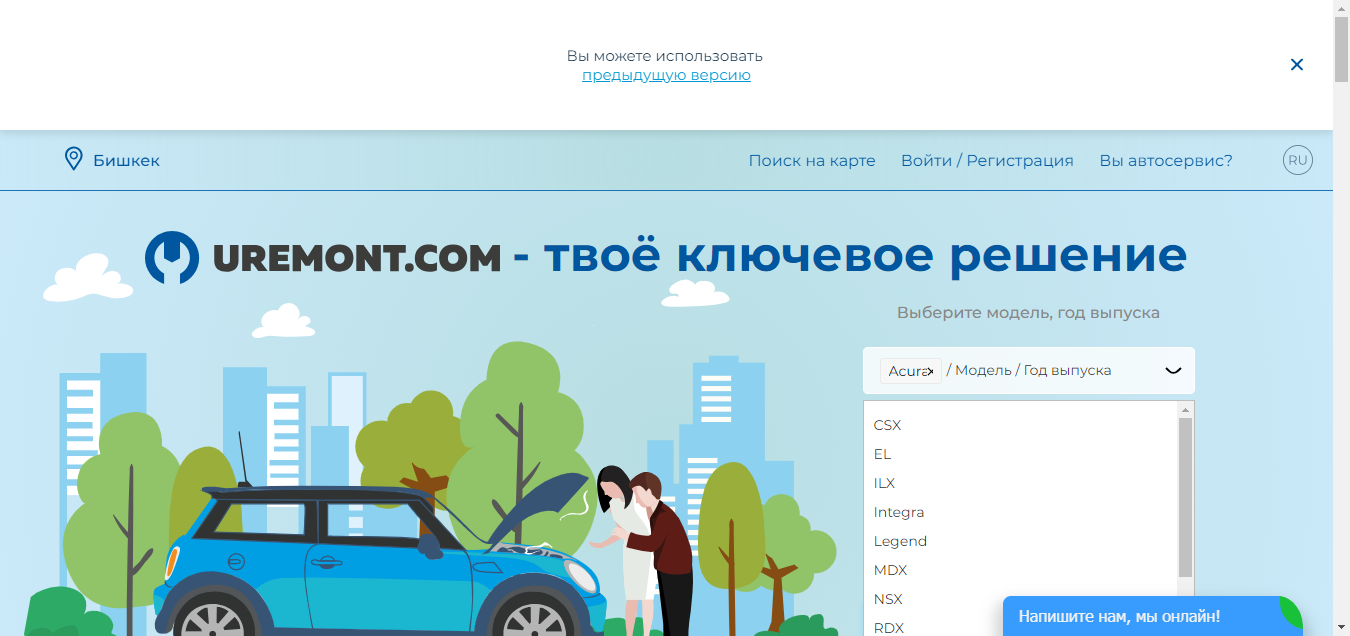 Вы можете использовать
предыдущую версию
Бишкек
Поиск на карте
Войти / Регистрация
Вы автосервис?
RU
UREMONT.COM - твоё ключевое решение
Выберите модель, год выпуска
Acura / Модель / Год выпуска
CSX
EL
ILX
Integra
Legend
MDX
NSX
RDX
Напишите нам, мы онлайн!